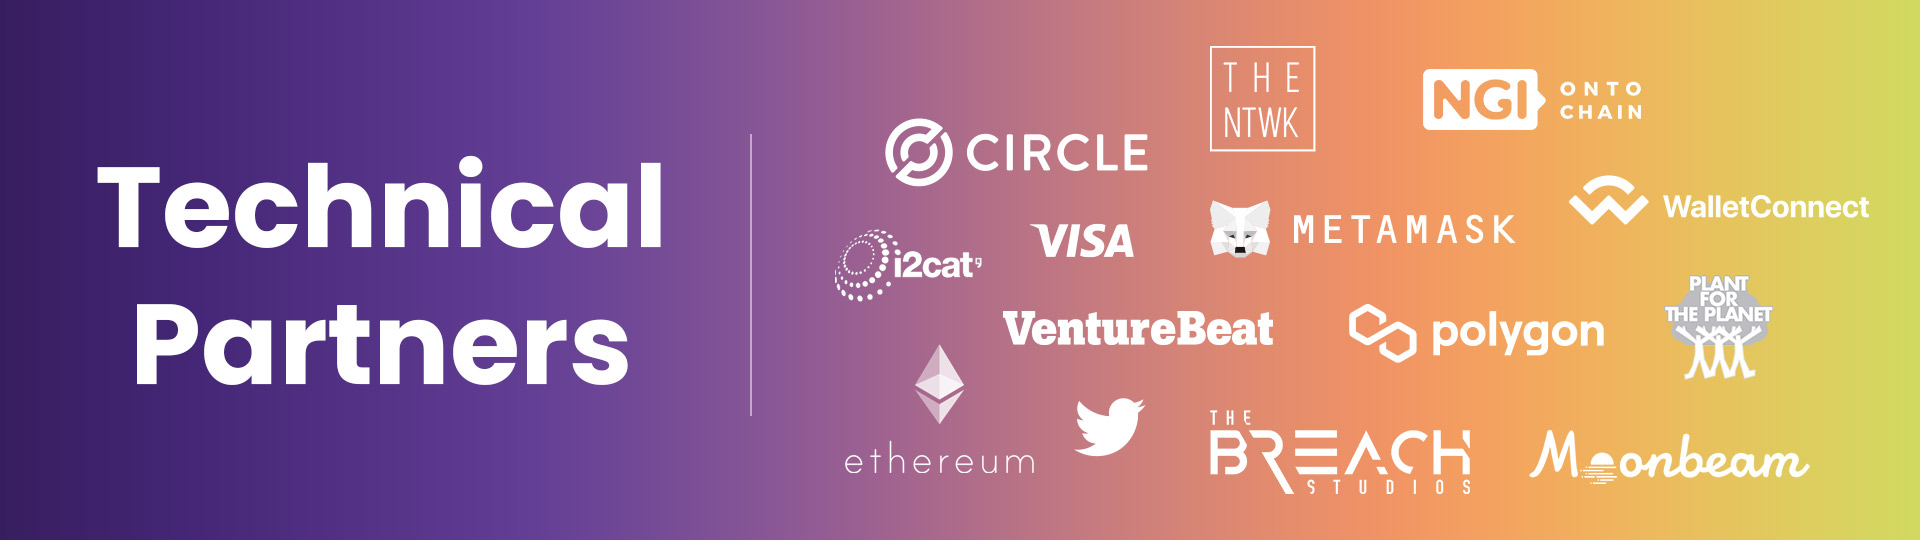 Technical
Partners
THE
NTWK
NGI ONTO
CHAIN
CIRCLE
WalletConnect
VISA
METAMASK
i2cat
PLANT
FOR
THE PLANET
VentureBeat
polygon
ethereum
THE
BREACH
STUDIOS
Moonbeam